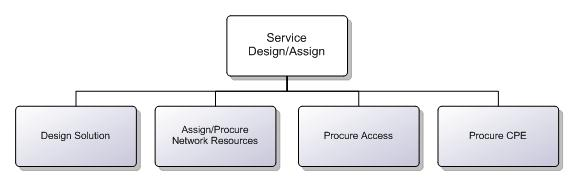 Service
Design/Assign
Design Solution
Assign/Procure
Network Resources
Procure Access
Procure CPE